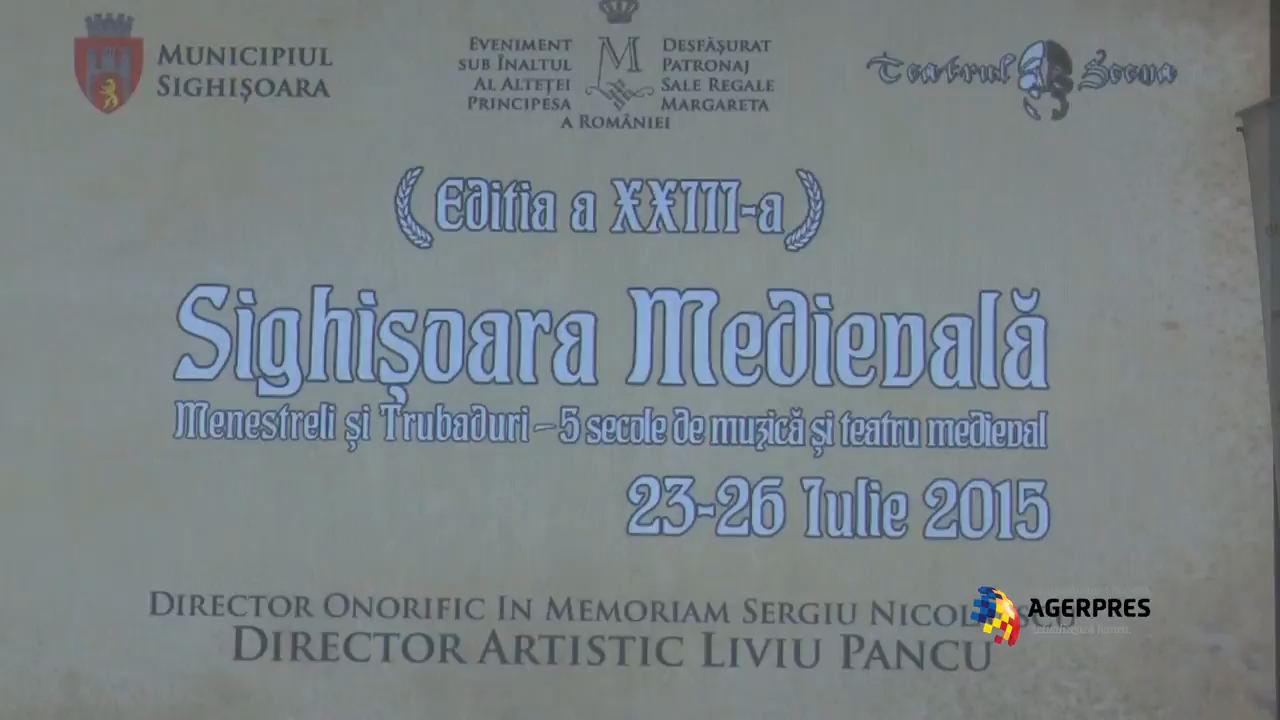 MUNICIPIUL
SIGHIȘOARA
EVENIMENT DESFĂȘURAT
SUB ÎNALTUL PATRONAJ
AL ALTEȚEI SALE REGALE
PRINCIPESA MARGARETA
A ROMÂNIEI
M
Teatrul Scena
Editia a XXIII-a
Sighișoara Medievală
Menestreli și Trubaduri – 5 secole de muzică și teatru medieval
23-26 Iulie 2015
DIRECTOR ONORIFIC IN MEMORIAM SERGIU
DIRECTOR ARTISTIC LIVIU PANCU
AGERPRES